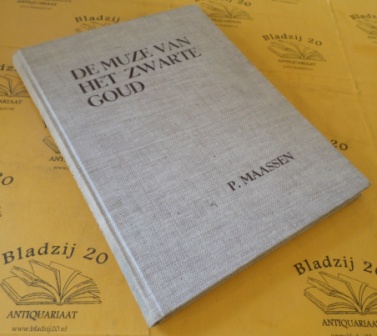 Bladzij 20
ANTIQUARIAAT
DE MUZE VAN
HET ZWARTE
GOUD
P. MAASSEN
Bladzij 20
ANTIQUARIAAT
www.bladzij20.nl
Bladzij 20
ANTIQUARIAAT